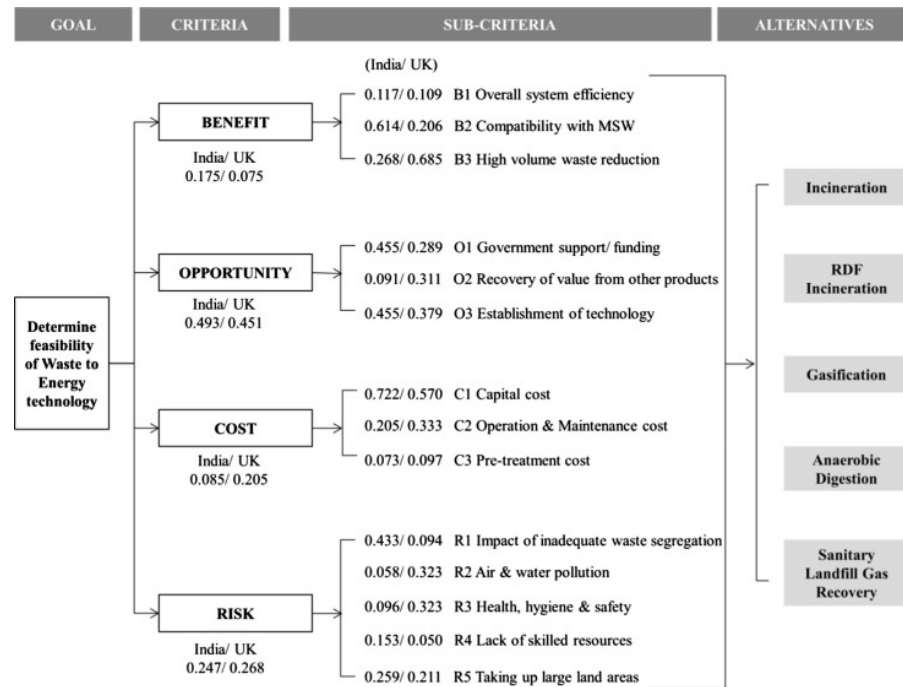 GOAL
CRITERIA
SUB-CRITERIA
ALTERNATIVES
(India/ UK)
BENEFIT
India/ UK
0.175/ 0.075
0.117/ 0.109 B1 Overall system efficiency
0.614/ 0.206 B2 Compatibility with MSW
0.268/ 0.685 B3 High volume waste reduction
OPPORTUNITY
India/ UK
0.493/ 0.451
0.455/ 0.289 O1 Government support/ funding
0.091/ 0.311 O2 Recovery of value from other products
0.455/ 0.379 O3 Establishment of technology
Determine
feasibility
of Waste to
Energy
technology
COST
India/ UK
0.085/ 0.205
0.722/ 0.570 C1 Capital cost
0.205/ 0.333 C2 Operation & Maintenance cost
0.073/ 0.097 C3 Pre-treatment cost
RISK
India/ UK
0.247/ 0.268
0.433/ 0.094 R1 Impact of inadequate waste segregation
0.058/ 0.323 R2 Air & water pollution
0.096/ 0.323 R3 Health, hygiene & safety
0.153/ 0.050 R4 Lack of skilled resources
0.259/ 0.211 R5 Taking up large land areas
Incineration
RDF
Incineration
Gasification
Anaerobic
Digestion
Sanitary
Landfill Gas
Recovery